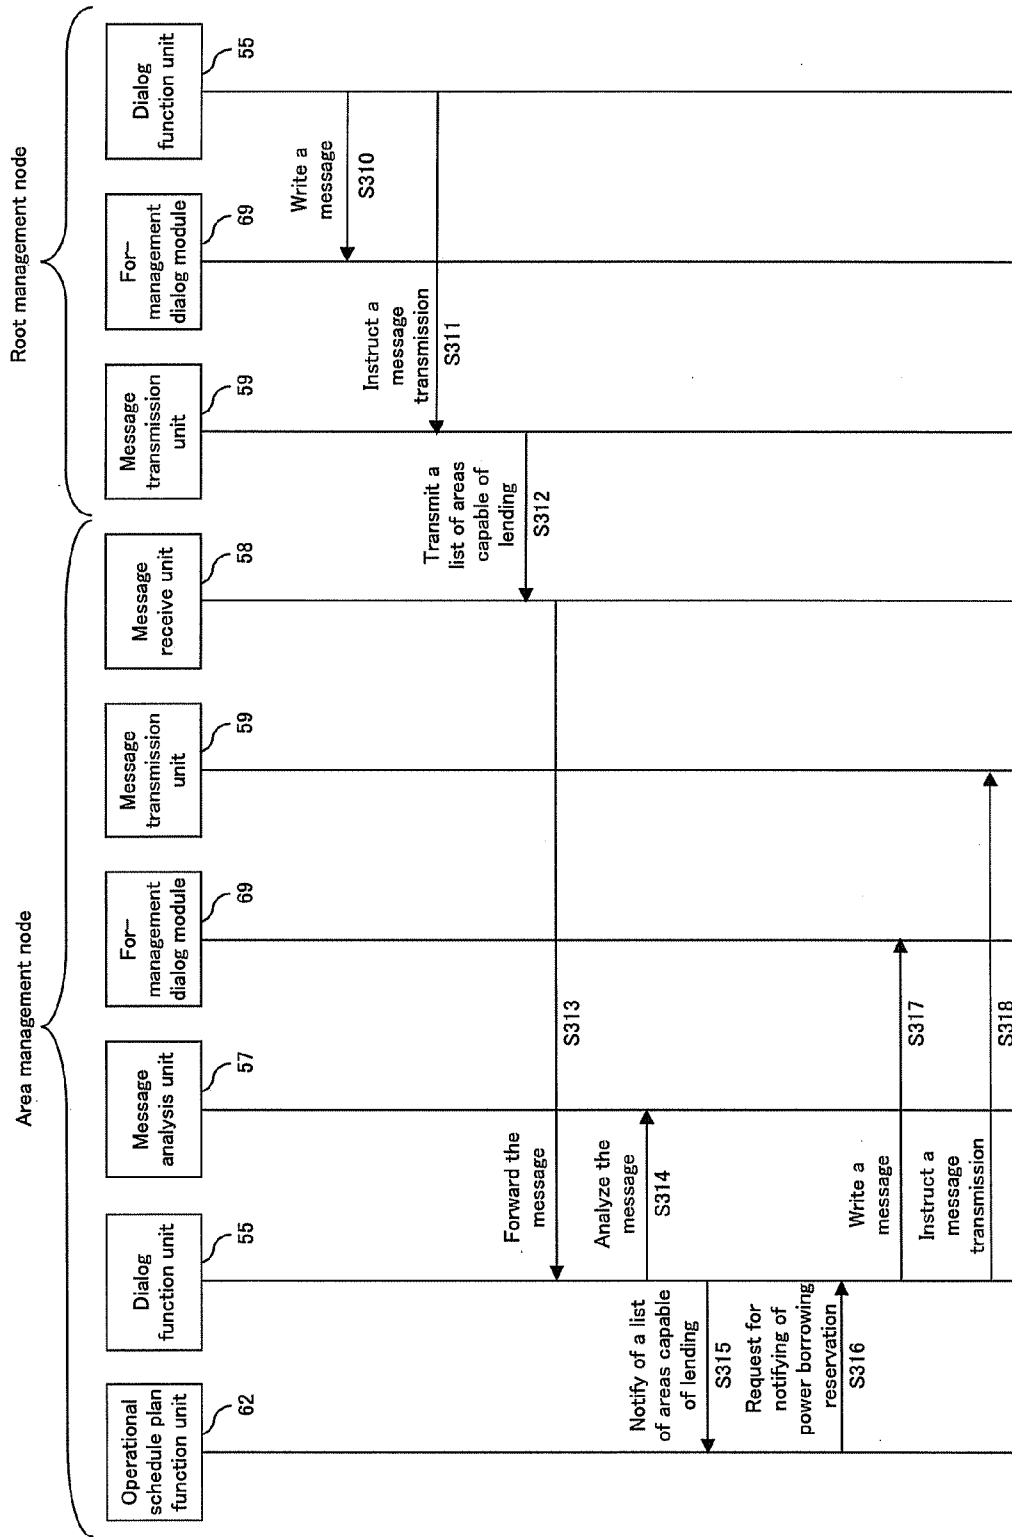 Area management node
Root management node
Operational
schedule plan
function unit
62
Dialog
function unit
55
Message
analysis unit
57
For-
management
dialog module
69
Message
transmission
unit
59
Message
receive unit
58
Message
transmission
unit
59
For-
management
dialog module
69
Dialog
function unit
55
Write a
message
S310
Instruct a
message
transmission
S311
Transmit a
list of areas
capable of
lending
S312
Forward the
message
S313
Analyze the
message
S314
Notify of a list
of areas capable
of lending
S315
Request for
notifying of
power borrowing
reservation
S316
Write a
message
S317
Instruct a
message
transmission
S318